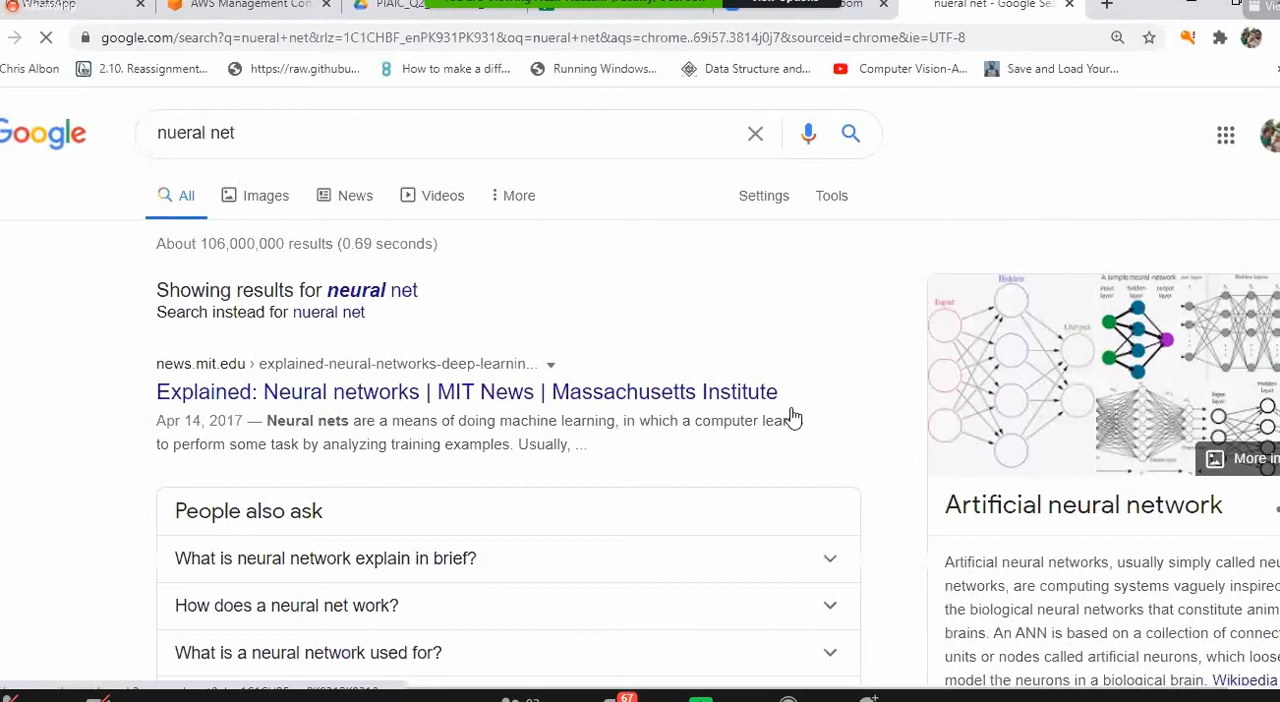 WhatsApp
AWS Management Con
PIAIC_Q2
google.com/search?q=nueral+net&rlz=1C1CHBF_enPK931PK931&oq=nueral+net&aqs=chrome..69i57.3814j0j7&sourceid=chrome&ie=UTF-8
nueral net - Google Sea
Chris Albon
2.10. Reassignment...
https://raw.githubu...
How to make a diff...
Running Windows...
Data Structure and...
Computer Vision-A...
Save and Load Your...
Google
nueral net
All
Images
News
Videos
More
Settings
Tools
About 106,000,000 results (0.69 seconds)
Showing results for neural net
Search instead for nueral net
news.mit.edu › explained-neural-networks-deep-learnin...
Explained: Neural networks | MIT News | Massachusetts Institute
Apr 14, 2017 — Neural nets are a means of doing machine learning, in which a computer lear
to perform some task by analyzing training examples. Usually, ...
People also ask
What is neural network explain in brief?
How does a neural net work?
What is a neural network used for?
Input
Hidden
Output
A simple neural network
More in
Artificial neural network
Artificial neural networks, usually simply called neu
networks, are computing systems vaguely inspired
the biological neural networks that constitute anim
brains. An ANN is based on a collection of connec
units or nodes called artificial neurons, which loose
model the neurons in a biological brain. Wikipedia
67